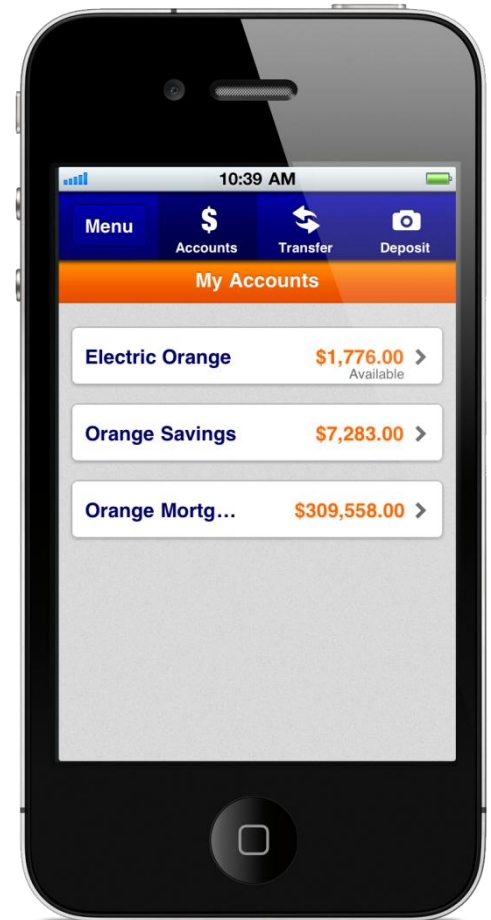 10:39 AM
Menu
$
Accounts
Transfer
Deposit
My Accounts
Electric Orange $1,776.00
Available
Orange Savings $7,283.00
Orange Mortg... $309,558.00